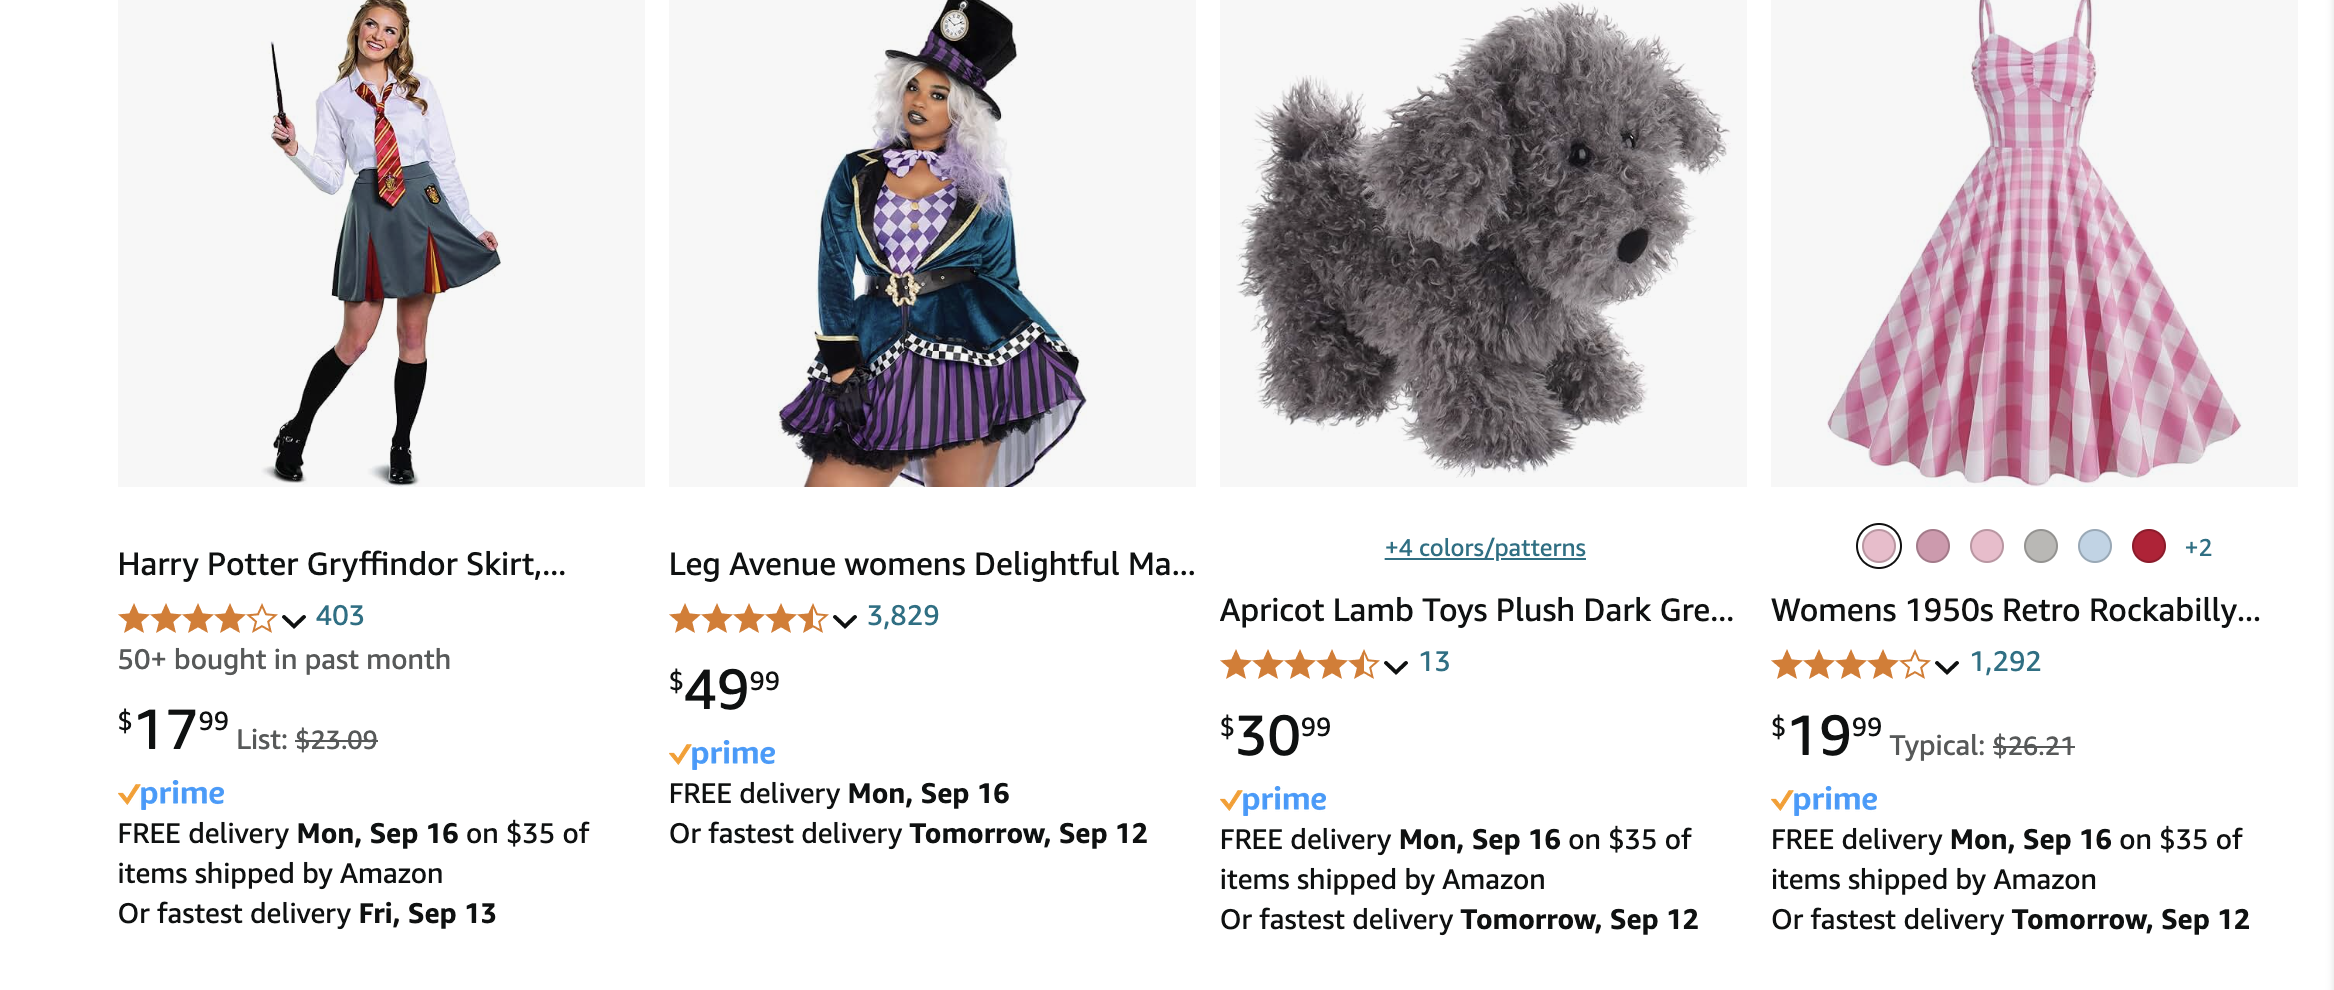 Harry Potter Gryffindor Skirt,...
403
50+ bought in past month
$17.99 List: $23.09
prime
FREE delivery Mon, Sep 16 on $35 of
items shipped by Amazon
Or fastest delivery Fri, Sep 13
Leg Avenue womens Delightful Ma...
3,829
$49.99
prime
FREE delivery Mon, Sep 16
Or fastest delivery Tomorrow, Sep 12
+4 colors/patterns
Apricot Lamb Toys Plush Dark Gre...
13
$30.99
prime
FREE delivery Mon, Sep 16 on $35 of
items shipped by Amazon
Or fastest delivery Tomorrow, Sep 12
+2
Womens 1950s Retro Rockabilly...
1,292
$19.99 Typical: $26.21
prime
FREE delivery Mon, Sep 16 on $35 of
items shipped by Amazon
Or fastest delivery Tomorrow, Sep 12